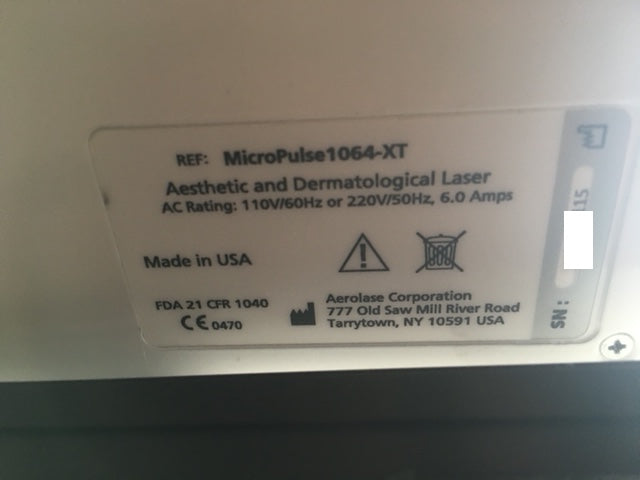 REF: MicroPulse1064-XT
Aesthetic and Dermatological Laser
AC Rating: 110V/60Hz or 220V/50Hz, 6.0 Amps
Made in USA
FDA 21 CFR 1040
CE 0470
Aerolase Corporation
777 Old Saw Mill River Road
Tarrytown, NY 10591 USA
SN: